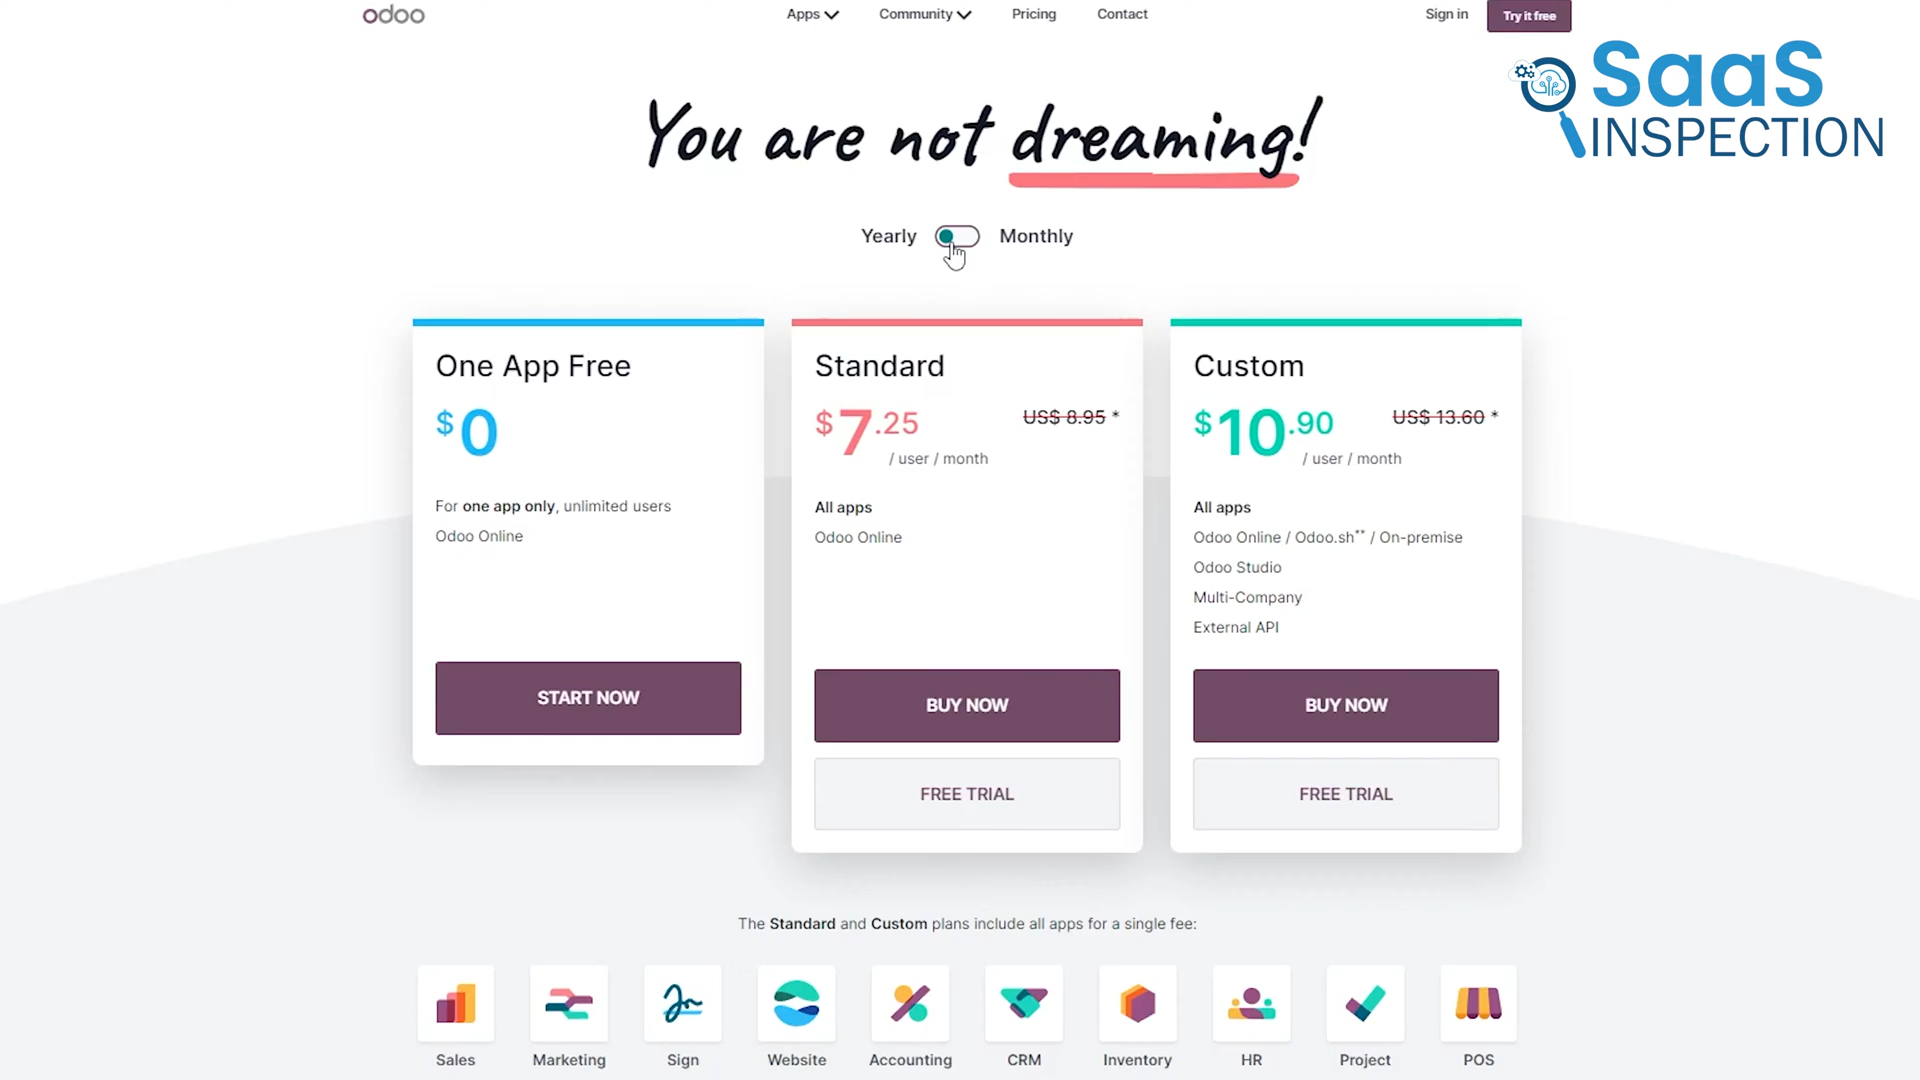 odoo
Apps Community Pricing Contact Sign in Try it free
SaaS
INSPECTION
You are not dreaming!
Yearly Monthly
One App Free
$0
For one app only, unlimited users
Odoo Online
START NOW
Standard
$7.25 US$ 8.95 *
/ user / month
All apps
Odoo Online
BUY NOW
FREE TRIAL
Custom
$10.90 US$ 13.60 *
/ user / month
All apps
Odoo Online / Odoo.sh** / On-premise
Odoo Studio
Multi-Company
External API
BUY NOW
FREE TRIAL
The Standard and Custom plans include all apps for a single fee:
Sales Marketing Sign Website Accounting CRM Inventory HR Project POS